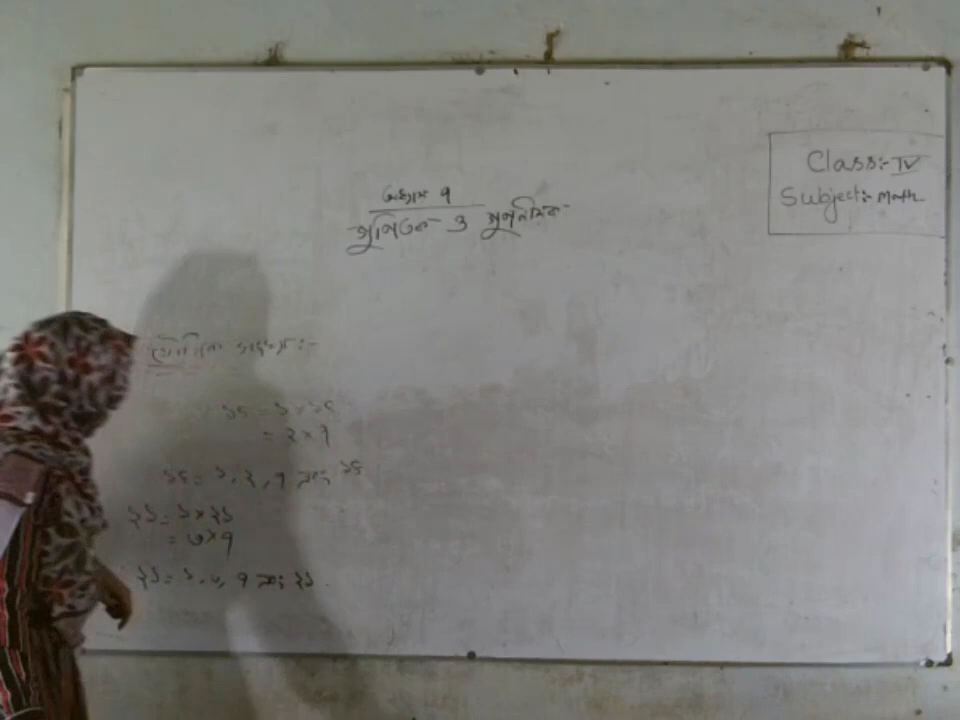 Class:- IV
Subject:- Math
অধ্যায় ৭
গুণিতক ও গুণনীয়ক
মৌলিক সংখ্যা :-
১৪ = ১ × ১৪
= ২ × ৭
১৪ = ১, ২, ৭ এবং ১৪
২১ = ১ × ২১
= ৩ × ৭
২১ = ১, ৩, ৭ এবং ২১